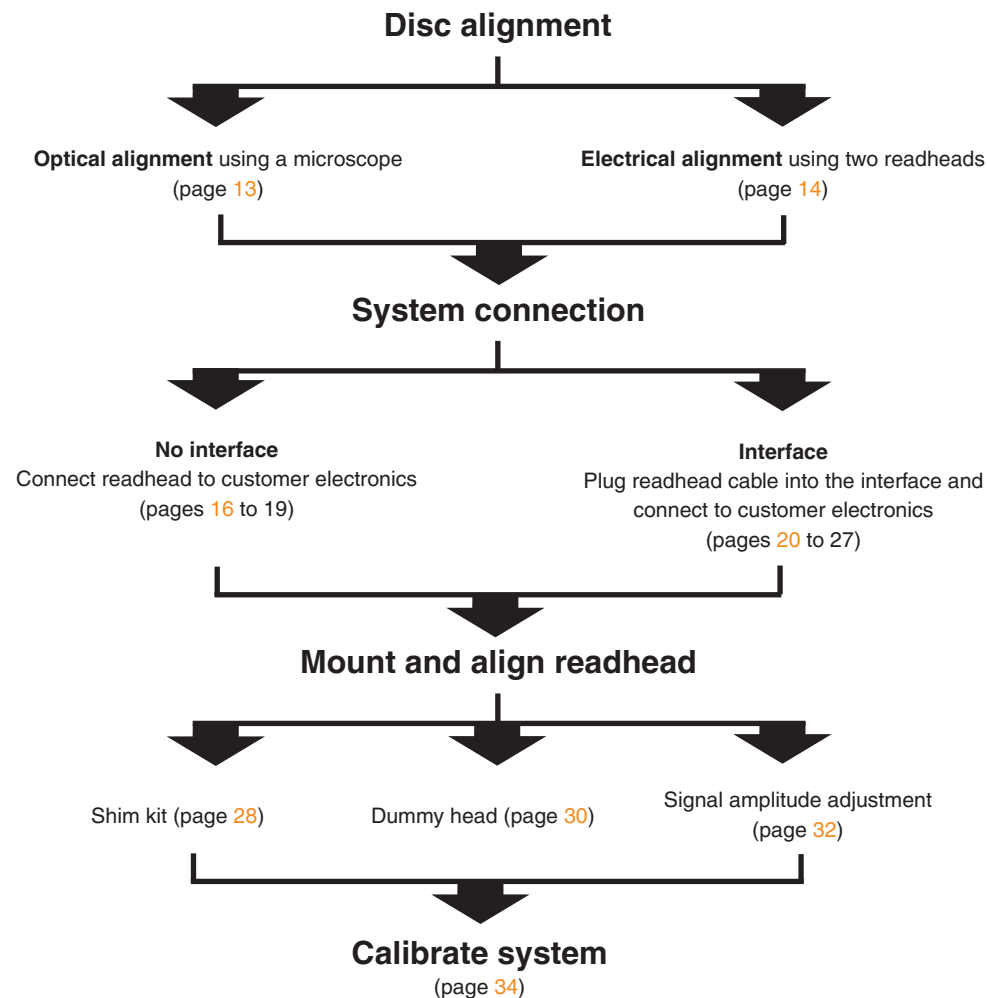 Disc alignment
Optical alignment using a microscope
(page 13)
Electrical alignment using two readheads
(page 14)
System connection
No interface
Connect readhead to customer electronics
(pages 16 to 19)
Interface
Plug readhead cable into the interface and
connect to customer electronics
(pages 20 to 27)
Mount and align readhead
Shim kit (page 28)
Dummy head (page 30)
Signal amplitude adjustment
(page 32)
Calibrate system
(page 34)